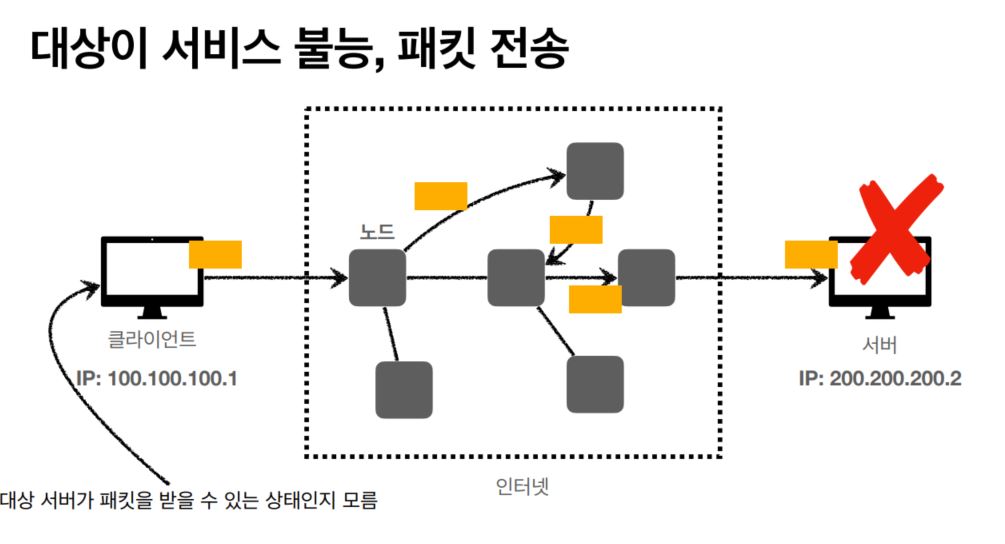 대상이 서비스 불능, 패킷 전송
노드
클라이언트
IP: 100.100.100.1
서버
IP: 200.200.200.2
인터넷
대상 서버가 패킷을 받을 수 있는 상태인지 모름